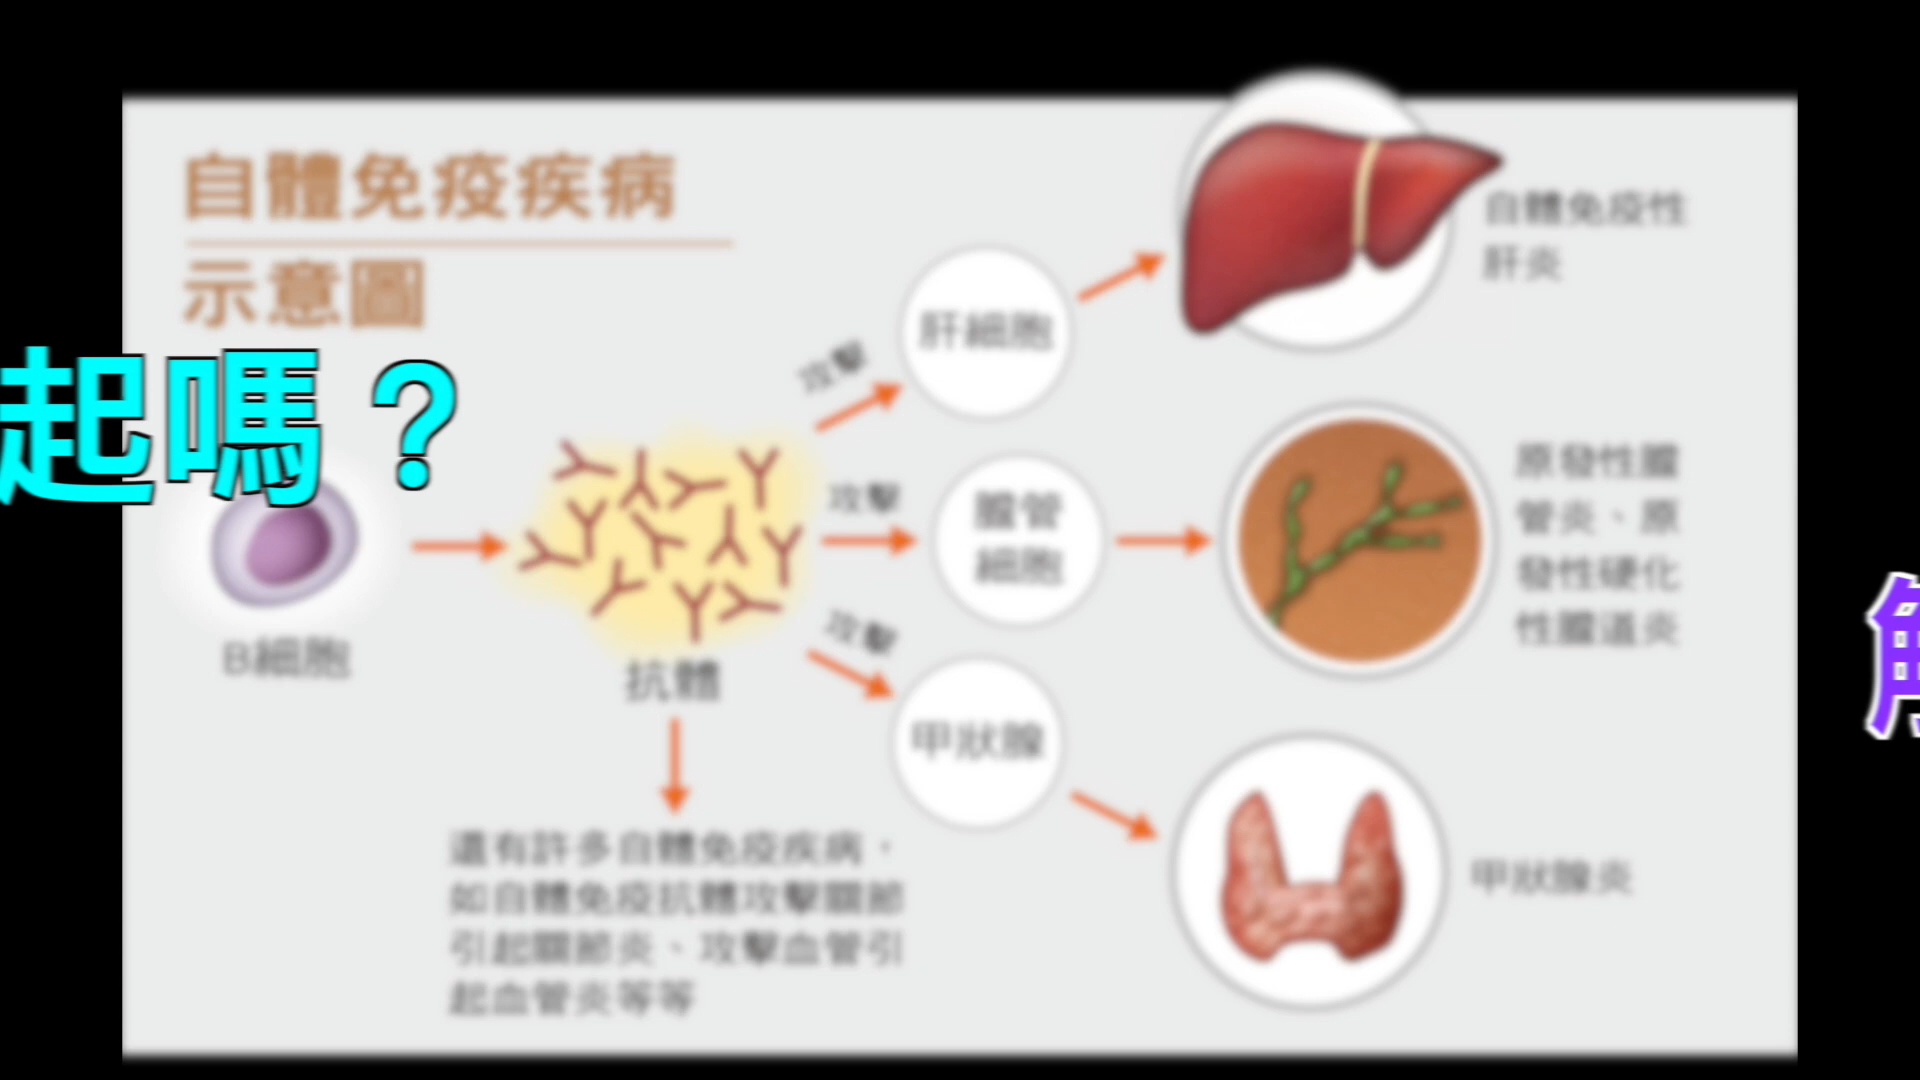 自體免疫疾病
示意圖
起嗎？
B細胞
抗體
攻擊
攻擊
攻擊
肝細胞
膽管
細胞
甲狀腺
自體免疫性
肝炎
原發性膽
管炎、原
發性硬化
性膽道炎
甲狀腺炎
還有許多自體免疫疾病，
如自體免疫抗體攻擊關節
引起關節炎、攻擊血管引
起血管炎等等